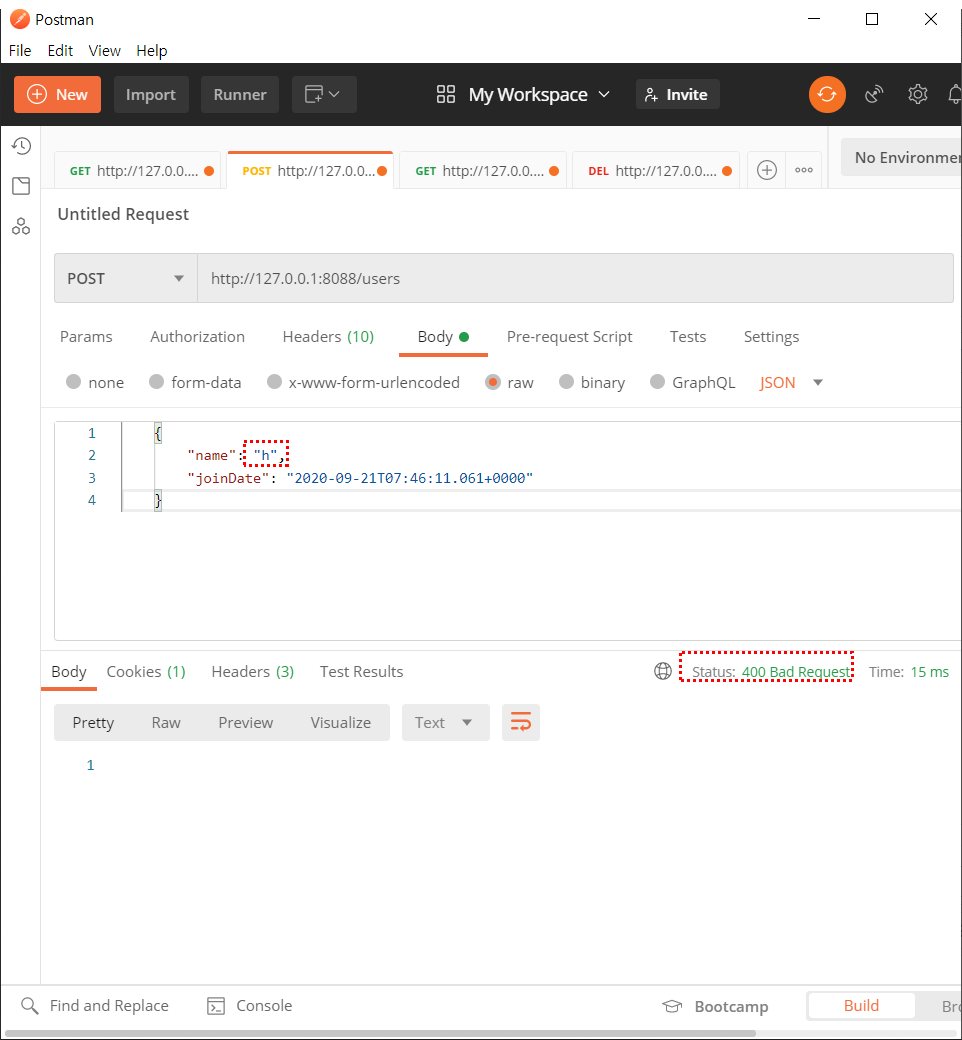 Postman
File Edit View Help
New Import Runner My Workspace Invite
GET http://127.0.0.... POST http://127.0.0... GET http://127.0.0.... DEL http://127.0.0.... No Environmen
Untitled Request
POST http://127.0.0.1:8088/users
Params Authorization Headers (10) Body Pre-request Script Tests Settings
none form-data x-www-form-urlencoded raw binary GraphQL JSON
1 {
2 "name": "h",
3 "joinDate": "2020-09-21T07:46:11.061+0000"
4 }
Body Cookies (1) Headers (3) Test Results Status: 400 Bad Request Time: 15 ms
Pretty Raw Preview Visualize Text
1
Find and Replace Console Bootcamp Build Bro